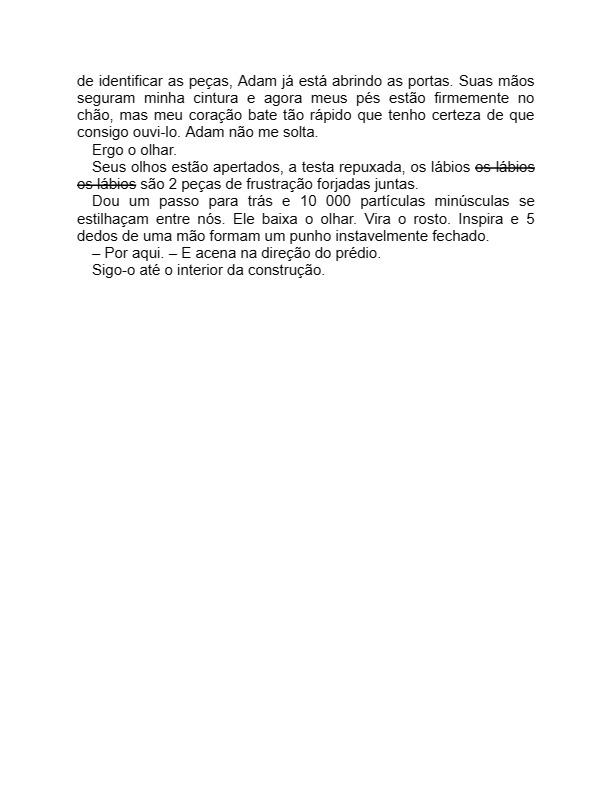 de identificar as peças, Adam já está abrindo as portas. Suas mãos
seguram minha cintura e agora meus pés estão firmemente no
chão, mas meu coração bate tão rápido que tenho certeza de que
consigo ouvi-lo. Adam não me solta.
Ergo o olhar.
Seus olhos estão apertados, a testa repuxada, os lábios os lábios
os lábios são 2 peças de frustração forjadas juntas.
Dou um passo para trás e 10 000 partículas minúsculas se
estilhaçam entre nós. Ele baixa o olhar. Vira o rosto. Inspira e 5
dedos de uma mão formam um punho instavelmente fechado.
– Por aqui. – E acena na direção do prédio.
Sigo-o até o interior da construção.